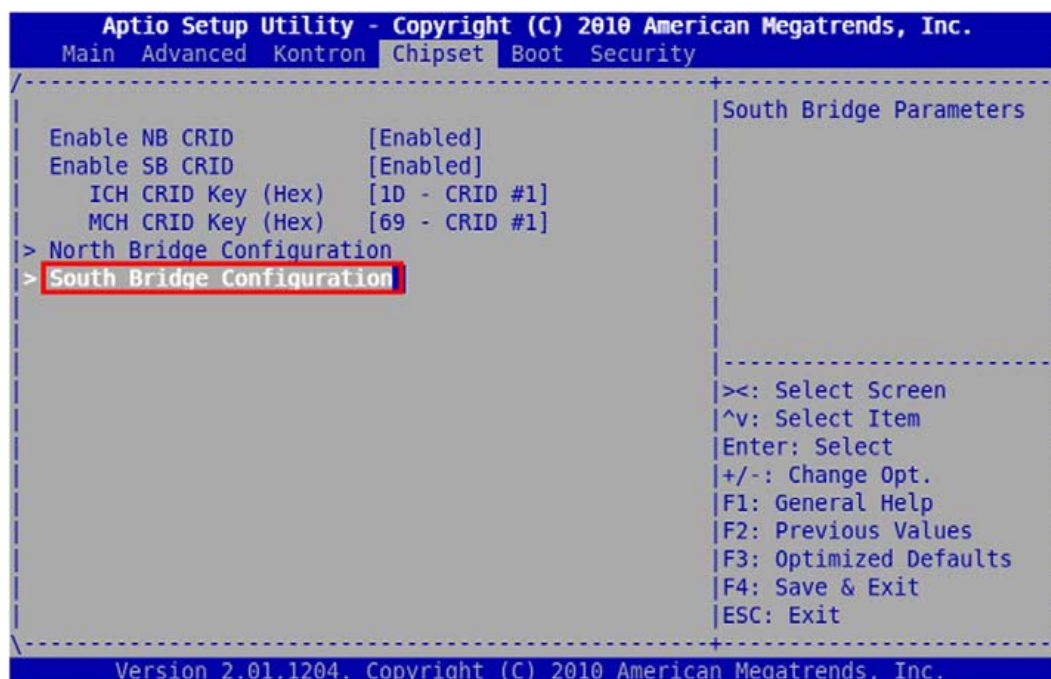 Aptio Setup Utility - Copyright (C) 2010 American Megatrends, Inc.
Main Advanced Kontron Chipset Boot Security
South Bridge Parameters
Enable NB CRID [Enabled]
Enable SB CRID [Enabled]
ICH CRID Key (Hex) [1D - CRID #1]
MCH CRID Key (Hex) [69 - CRID #1]
> North Bridge Configuration
> South Bridge Configuration
><: Select Screen
^v: Select Item
Enter: Select
+/-: Change Opt.
F1: General Help
F2: Previous Values
F3: Optimized Defaults
F4: Save & Exit
ESC: Exit
Version 2.01.1204. Copyright (C) 2010 American Megatrends, Inc.